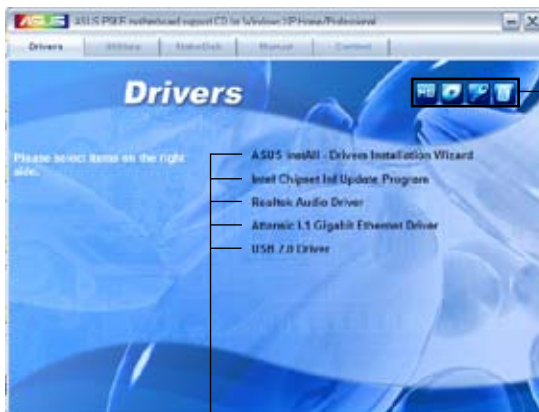 ASUS P5KR motherboard support CD for Windows XP Home/Professional
Drivers Utilities MakeDisk Manual Contact
Drivers
Please select items on the right
side.
ASUS InstAll - Drivers Installation Wizard
Intel Chipset Inf Update Program
Realtek Audio Driver
Attansic L1 Gigabit Ethernet Driver
USB 2.0 Driver